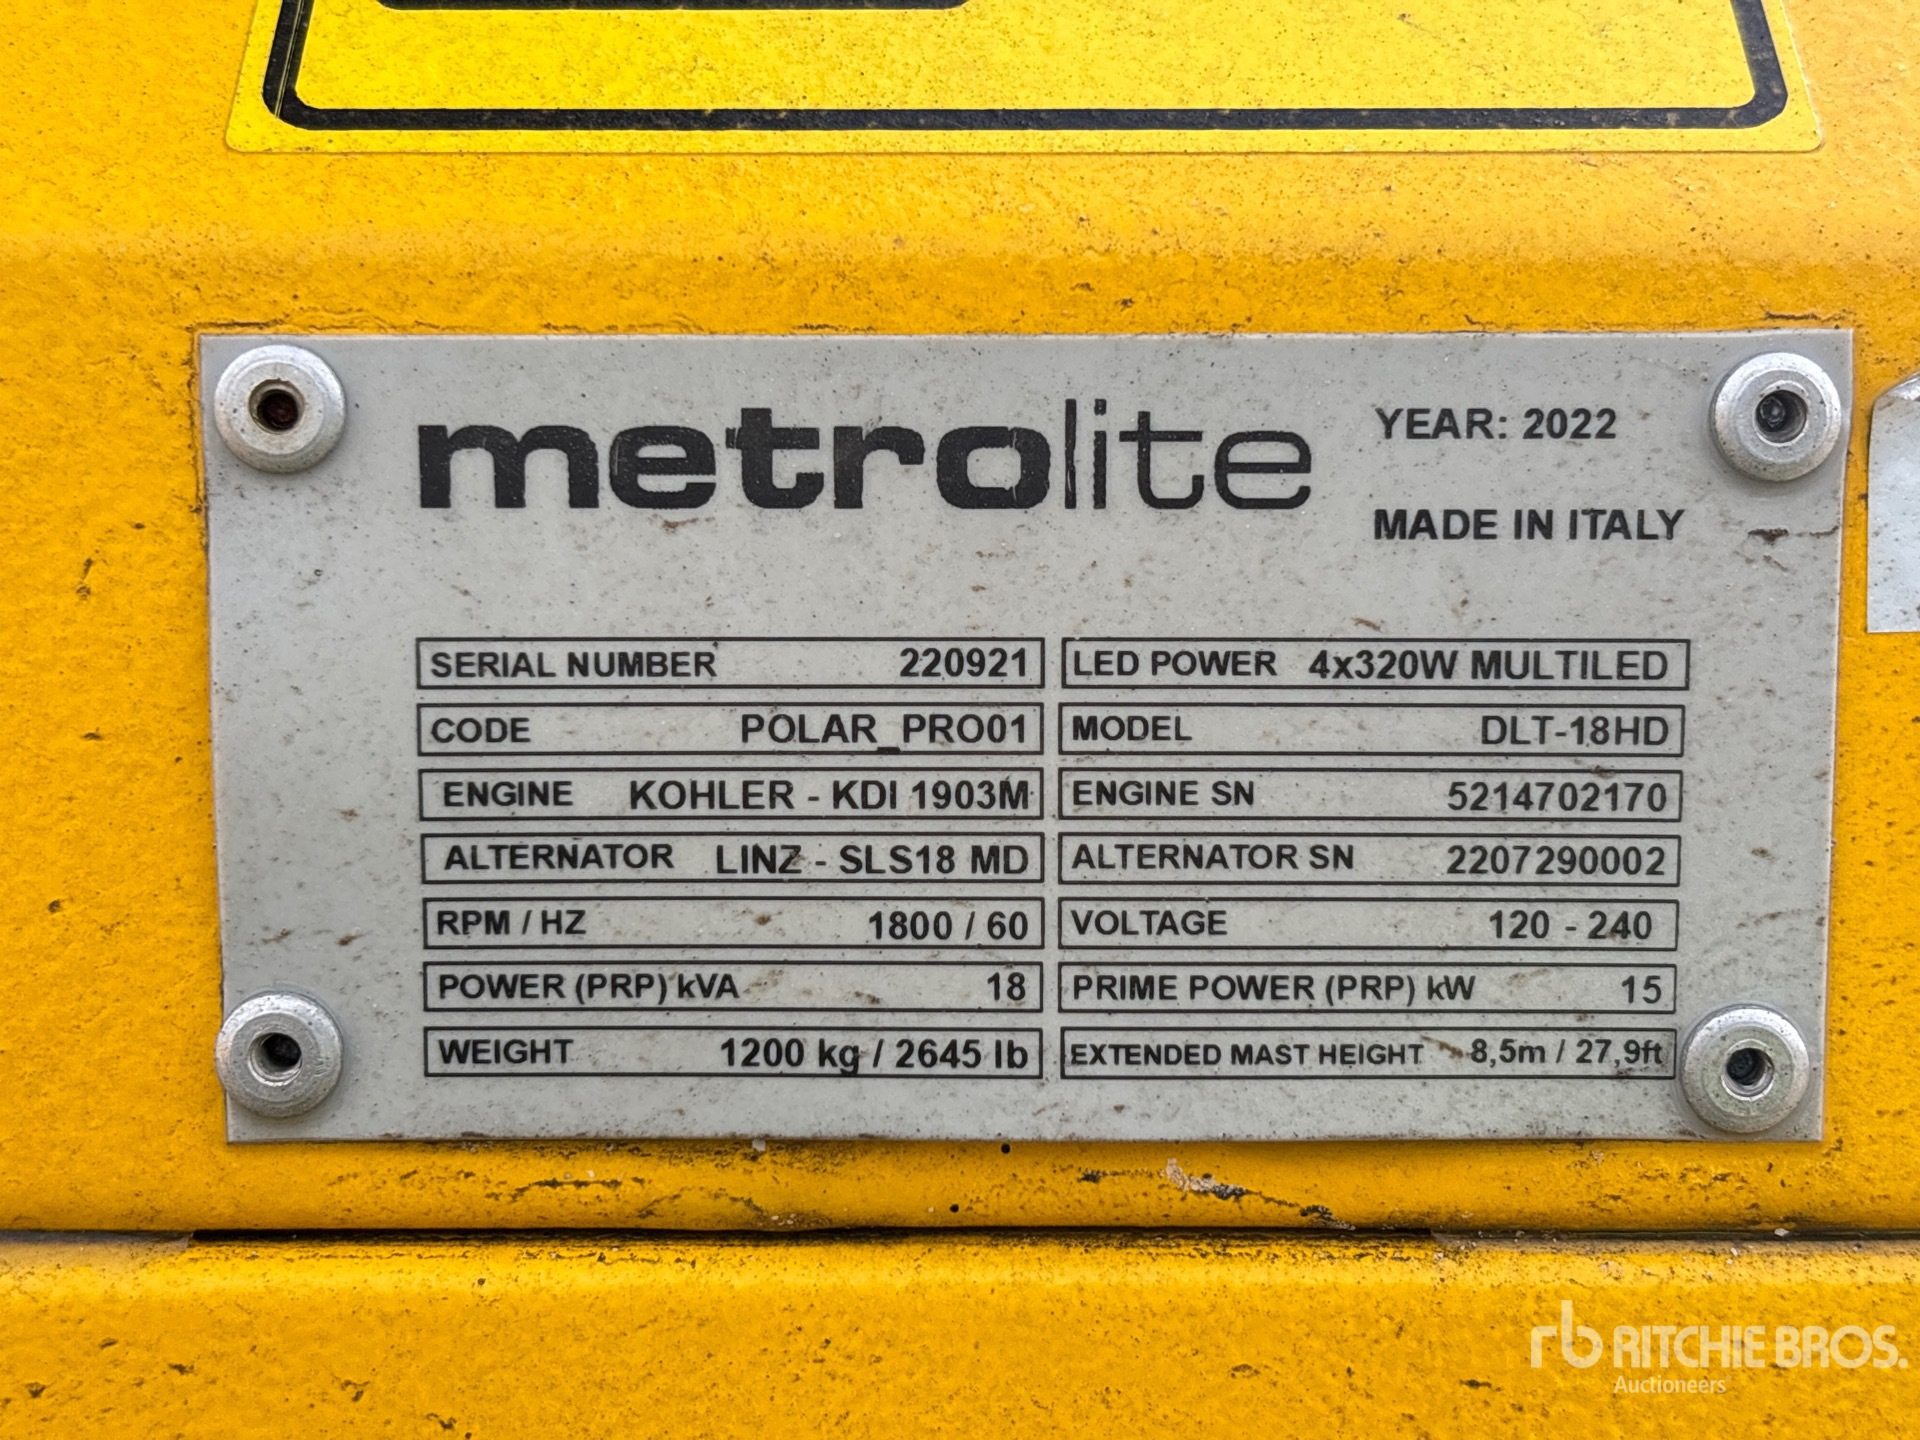 metrolite
YEAR: 2022
MADE IN ITALY
SERIAL NUMBER 220921
LED POWER 4x320W MULTILED
CODE POLAR_PRO01
MODEL DLT-18HD
ENGINE KOHLER - KDI 1903M
ENGINE SN 5214702170
ALTERNATOR LINZ - SLS18 MD
ALTERNATOR SN 2207290002
RPM / HZ 1800 / 60
VOLTAGE 120 - 240
POWER (PRP) kVA 18
PRIME POWER (PRP) kW 15
WEIGHT 1200 kg / 2645 lb
EXTENDED MAST HEIGHT 8,5m / 27,9ft
rb RITCHIE BROS.
Auctioneers